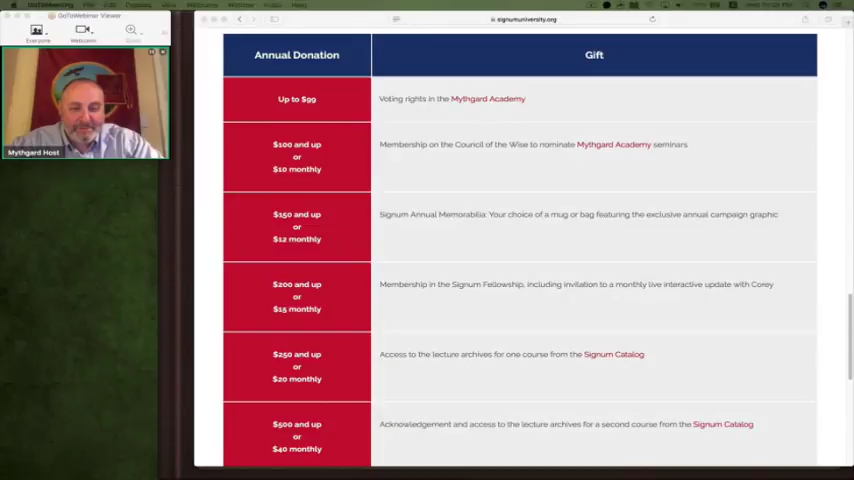 GoToWebinar Viewer
Everyone
Webcams
signumuniversity.org
Mythgard Host
Annual Donation
Gift
Up to $99
Voting rights in the Mythgard Academy
$100 and up
or
$10 monthly
Membership on the Council of the Wise to nominate Mythgard Academy seminars
$150 and up
or
$12 monthly
Signum Annual Memorabilia: Your choice of a mug or bag featuring the exclusive annual campaign graphic
$200 and up
or
$15 monthly
Membership in the Signum Fellowship, including invitation to a monthly live interactive update with Corey
$250 and up
or
$20 monthly
Access to the lecture archives for one course from the Signum Catalog
$500 and up
or
$40 monthly
Acknowledgement and access to the lecture archives for a second course from the Signum Catalog